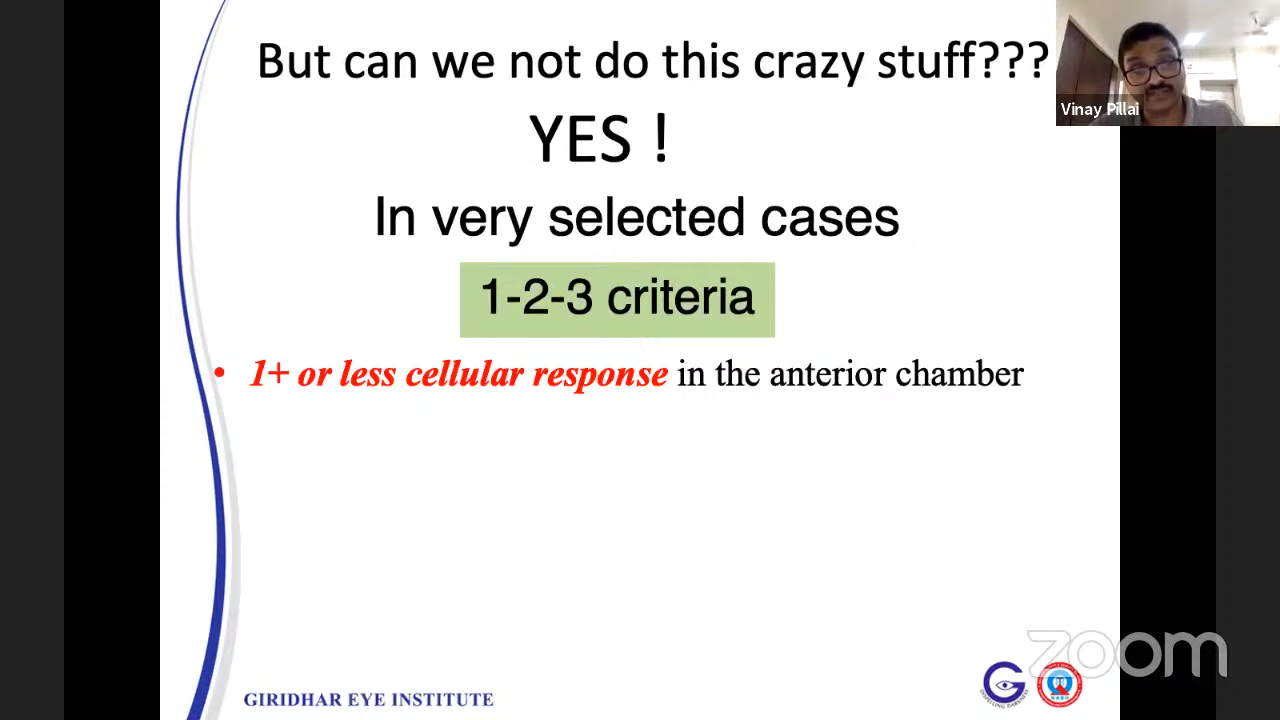 But can we not do this crazy stuff???
Vinay Pillai
YES !
In very selected cases
1-2-3 criteria
• 1+ or less cellular response in the anterior chamber
zoom
GIRIDHAR EYE INSTITUTE